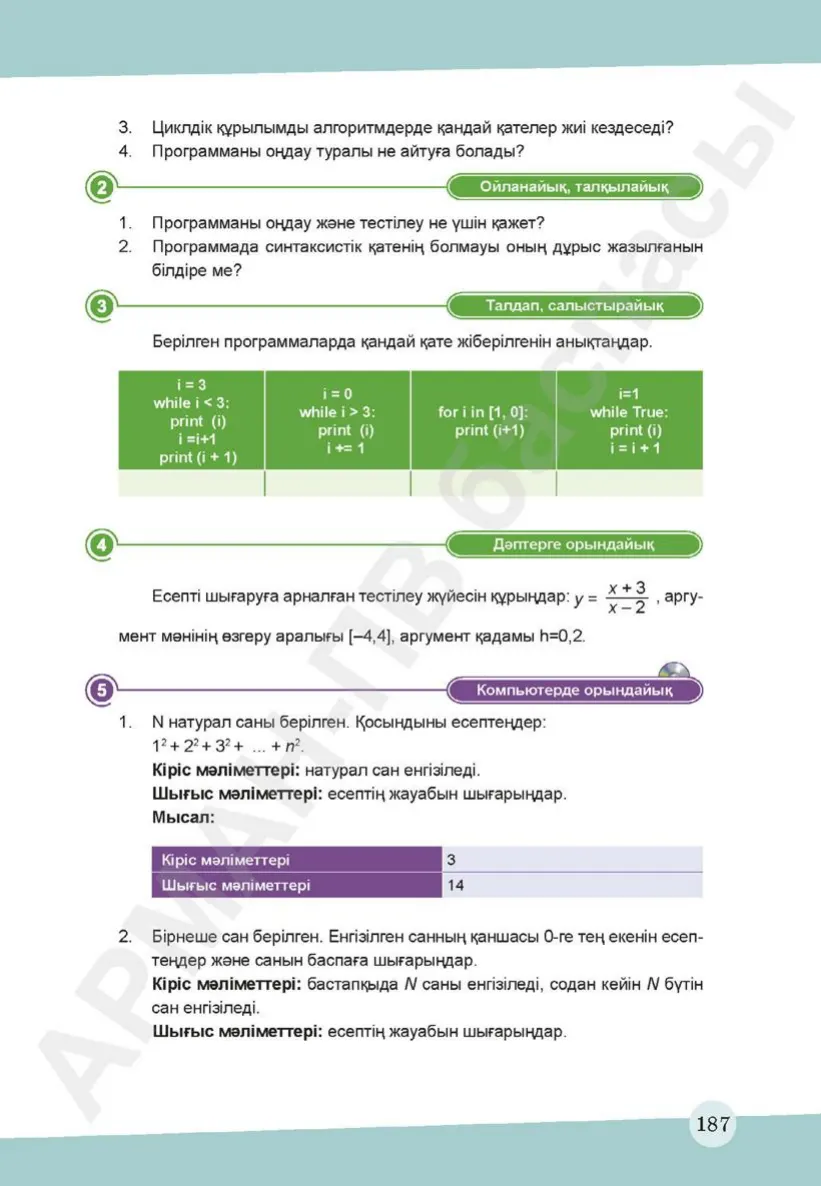 3. Циклдік құрылымды алгоритмдерде қандай қателер жиі кездеседі?
4. Программаны оңдау туралы не айтуға болады?
2 Ойланайық, талқылайық
1. Программаны оңдау және тестілеу не үшін қажет?
2. Программада синтаксистік қатенің болмауы оның дұрыс жазылғанын
білдіре ме?
3 Талдап, салыстырайық
Берілген программаларда қандай қате жіберілгенін анықтаңдар.
i = 3
while i < 3:
print (i)
i =i+1
print (i + 1)
i = 0
while i > 3:
print (i)
i += 1
for i in [1, 0]:
print (i+1)
i=1
while True:
print (i)
i = i + 1
4 Дәптерге орындайық
Есепті шығаруға арналған тестілеу жүйесін құрыңдар: y = (x + 3)/(x – 2) , аргу-
мент мәнінің өзгеру аралығы [–4,4], аргумент қадамы h=0,2.
5 Компьютерде орындайық
1. N натурал саны берілген. Қосындыны есептеңдер:
1² + 2² + 3² + ... + n².
Кіріс мәліметтері: натурал сан енгізіледі.
Шығыс мәліметтері: есептің жауабын шығарыңдар.
Мысал:
Кіріс мәліметтері 3
Шығыс мәліметтері 14
2. Бірнеше сан берілген. Енгізілген санның қаншасы 0-ге тең екенін есеп-
теңдер және санын баспаға шығарыңдар.
Кіріс мәліметтері: бастапқыда N саны енгізіледі, содан кейін N бүтін
сан енгізіледі.
Шығыс мәліметтері: есептің жауабын шығарыңдар.
187
АРМАН-ПВ баспасы